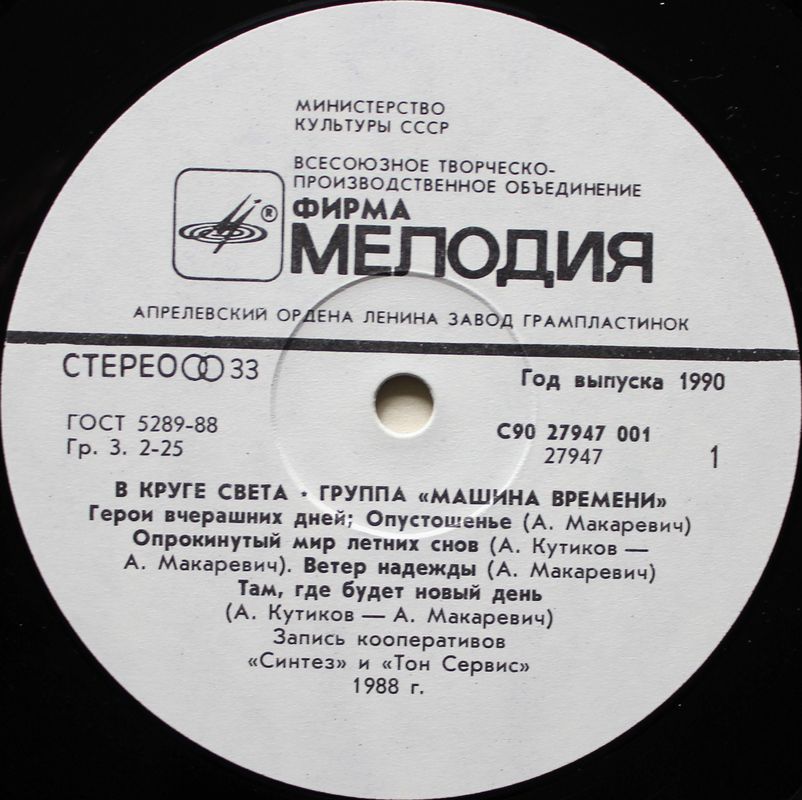 МИНИСТЕРСТВО
КУЛЬТУРЫ СССР
ВСЕСОЮЗНОЕ ТВОРЧЕСКО-
ПРОИЗВОДСТВЕННОЕ ОБЪЕДИНЕНИЕ
®
ФИРМА
МЕЛОДИЯ
АПРЕЛЕВСКИЙ ОРДЕНА ЛЕНИНА ЗАВОД ГРАМПЛАСТИНОК
СТЕРЕО 33
Год выпуска 1990
ГОСТ 5289-88
Гр. 3. 2-25
С90 27947 001
27947
1
В КРУГЕ СВЕТА • ГРУППА «МАШИНА ВРЕМЕНИ»
Герои вчерашних дней; Опустошенье (А. Макаревич)
Опрокинутый мир летних снов (А. Кутиков —
А. Макаревич). Ветер надежды (А. Макаревич)
Там, где будет новый день
(А. Кутиков — А. Макаревич)
Запись кооперативов
«Синтез» и «Тон Сервис»
1988 г.